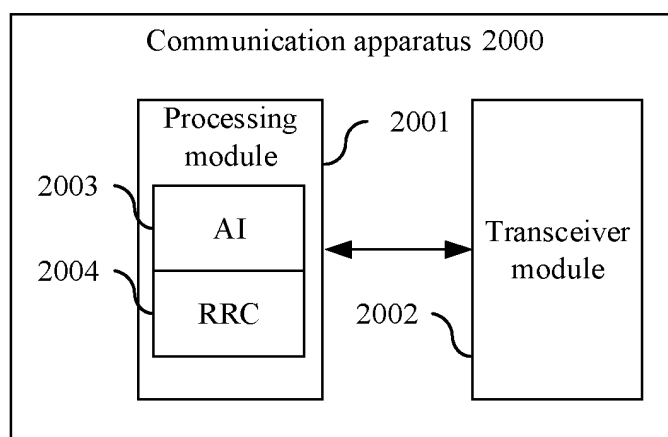 Communication apparatus 2000
Processing
module
2001
2003
AI
2004
RRC
Transceiver
module
2002